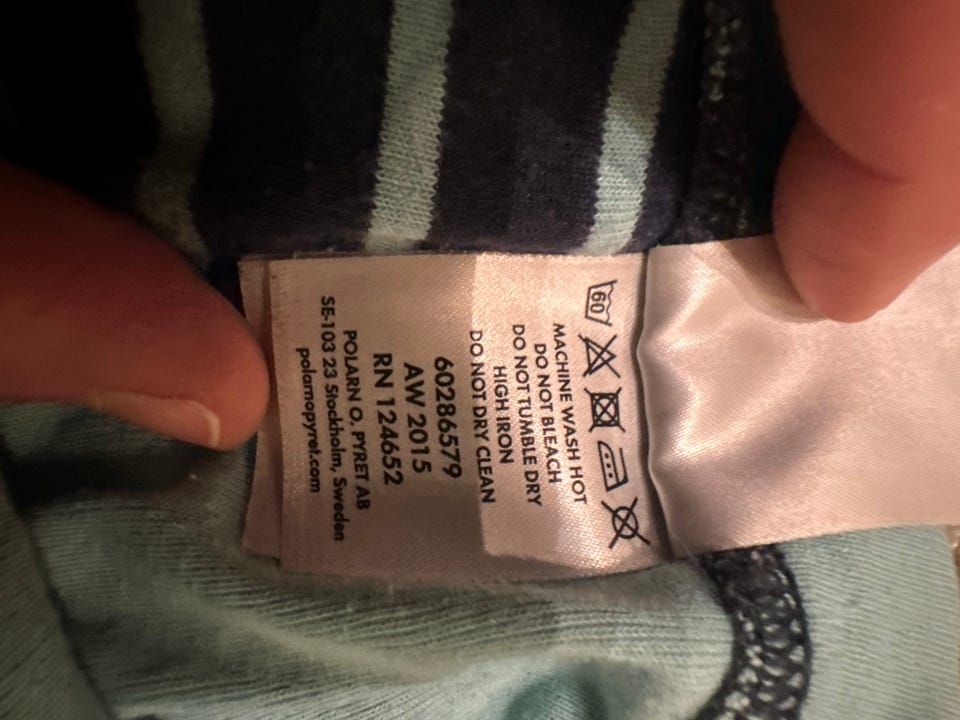 60
MACHINE WASH HOT
DO NOT BLEACH
DO NOT TUMBLE DRY
HIGH IRON
DO NOT DRY CLEAN
60286579
AW 2015
RN 124652
POLARN O. PYRET AB
SE-103 23 Stockholm, Sweden
polarnopyret.com